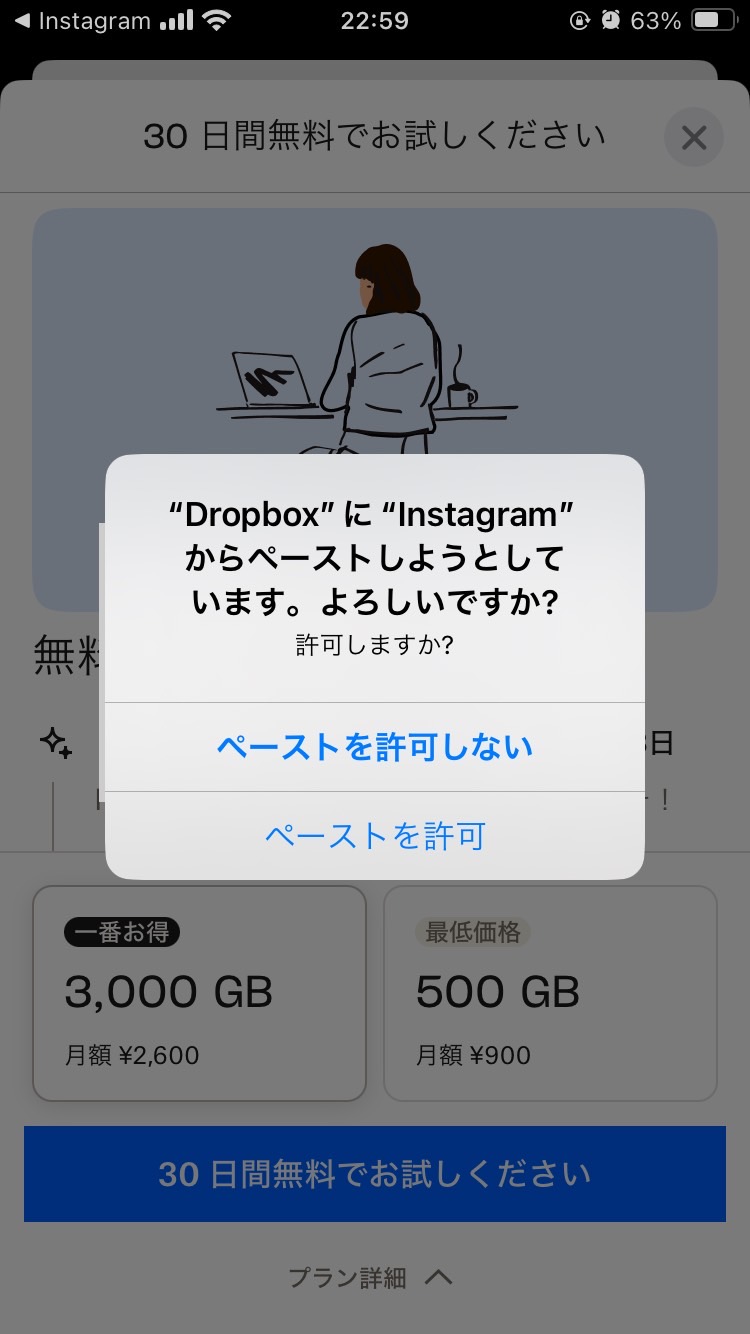 Instagram 22:59 63%
30 日間無料でお試しください
“Dropbox” に “Instagram”
からペーストしようとして
います。よろしいですか?
許可しますか?
無料
ペーストを許可しない
日
！
ペーストを許可
一番お得 最低価格
3,000 GB 500 GB
月額 ¥2,600 月額 ¥900
30 日間無料でお試しください
プラン詳細